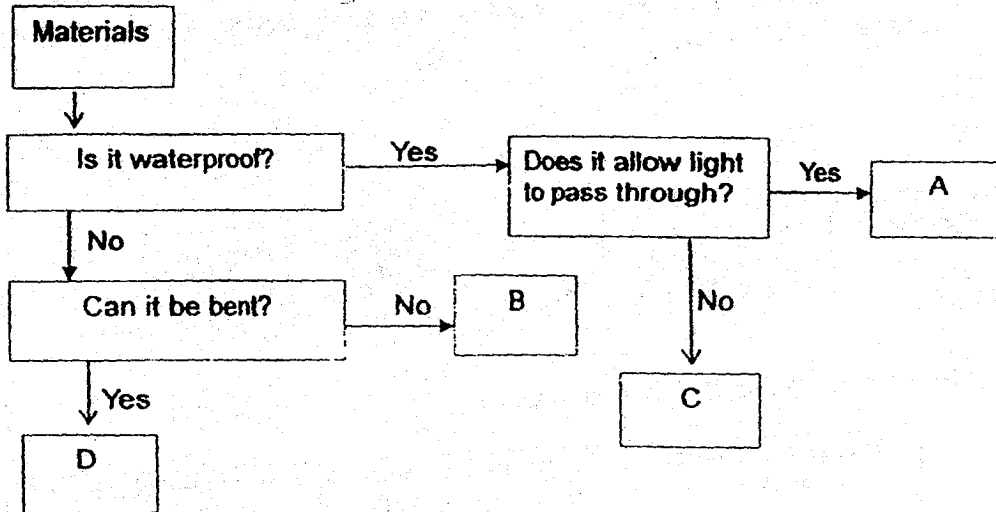 Materials
Is it waterproof?
Yes
Does it allow light
to pass through?
Yes
A
No
Can it be bent?
No
B
No
C
Yes
D